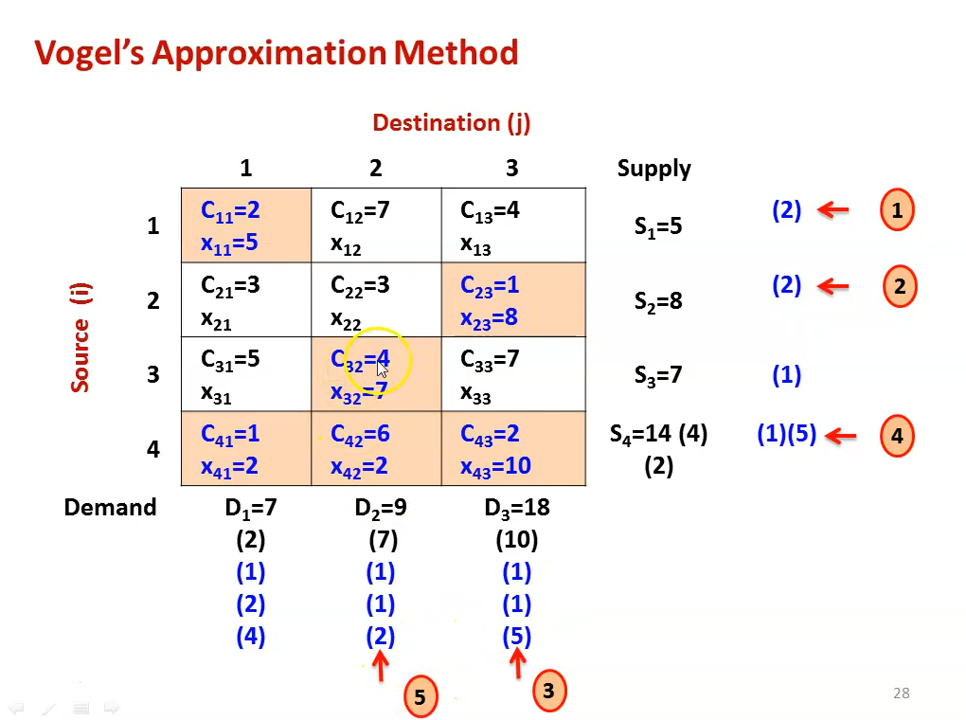 Vogel's Approximation Method
Destination (j)
1 2 3 Supply
C₁₁=2 C₁₂=7 C₁₃=4 (2) 1
1 S₁=5
x₁₁=5 x₁₂ x₁₃
C₂₁=3 C₂₂=3 C₂₃=1 (2) 2
2 S₂=8
x₂₁ x₂₂ x₂₃=8
Source (i)
C₃₁=5 C₃₂=4 C₃₃=7
3 S₃=7 (1)
x₃₁ x₃₂=7 x₃₃
C₄₁=1 C₄₂=6 C₄₃=2 S₄=14 (4) (1)(5) 4
4
x₄₁=2 x₄₂=2 x₄₃=10 (2)
Demand D₁=7 D₂=9 D₃=18
(2) (7) (10)
(1) (1) (1)
(2) (1) (1)
(4) (2) (5)
5 3
28